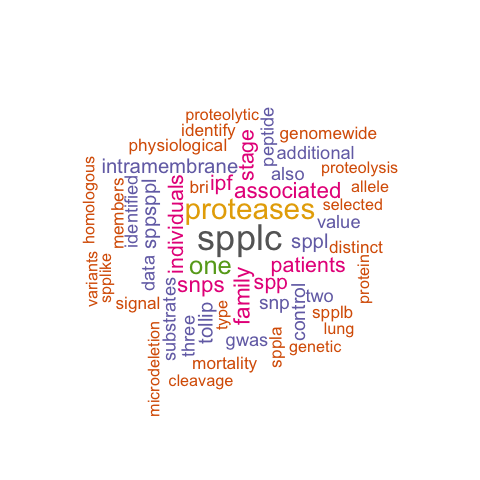 proteolytic
identify
peptide
genomewide
physiological
stage
additional
intramembrane
also
proteolysis
homologous
members
identified
sppsppl
individuals
bri
ipf
associated
allele
proteases
selected
value
spplc
sppl
distinct
variants
spplike
data
one
patients
protein
snps
family
spp
signal
substrates
three
tollip
type
snp
control
two
spplb
gwas
lung
microdeletion
sppla
genetic
mortality
cleavage